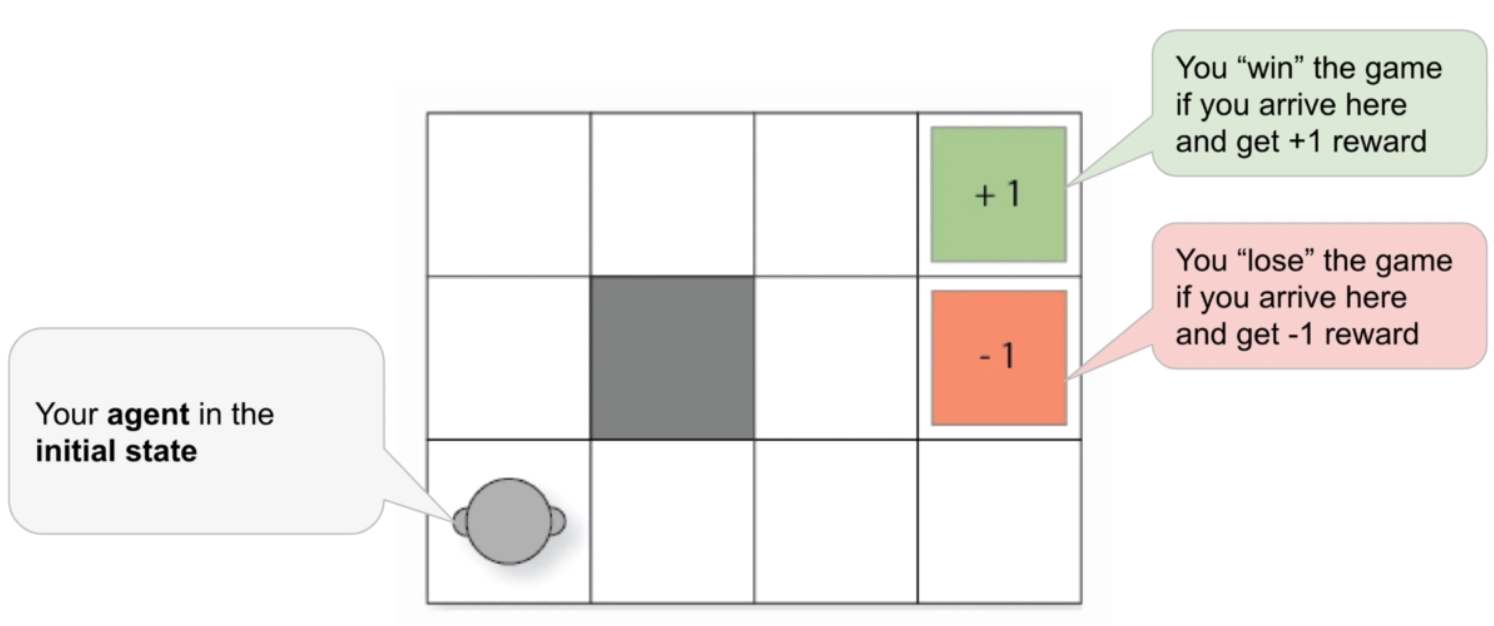 You “win” the game
if you arrive here
and get +1 reward
+ 1
You “lose” the game
if you arrive here
and get -1 reward
- 1
Your agent in the
initial state